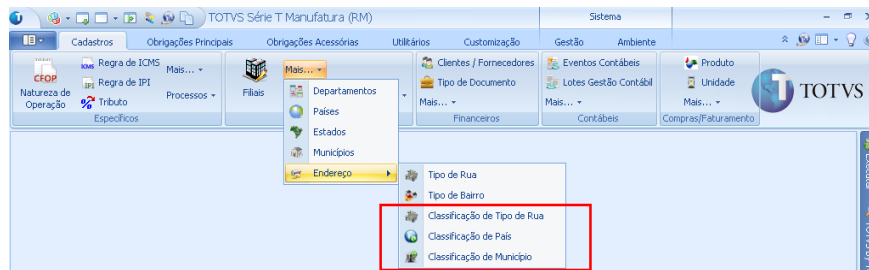 TOTVS Série T Manufatura (RM)
Sistema
Cadastros
Obrigações Principais
Obrigações Acessórias
Utilitários
Customização
Gestão
Ambiente
CFOP
Natureza de
Operação
ICMS
Regra de ICMS
IPI
Regra de IPI
Tributo
Mais...
Processos
Específicos
Filiais
Mais...
Departamentos
Países
Estados
Municípios
Endereço
Tipo de Rua
Tipo de Bairro
Classificação de Tipo de Rua
Classificação de País
Classificação de Município
Clientes / Fornecedores
Tipo de Documento
Mais...
Financeiros
Eventos Contábeis
Lotes Gestão Contábil
Mais...
Contábeis
Produto
Unidade
Mais...
Compras/Faturamento
TOTVS
Executar